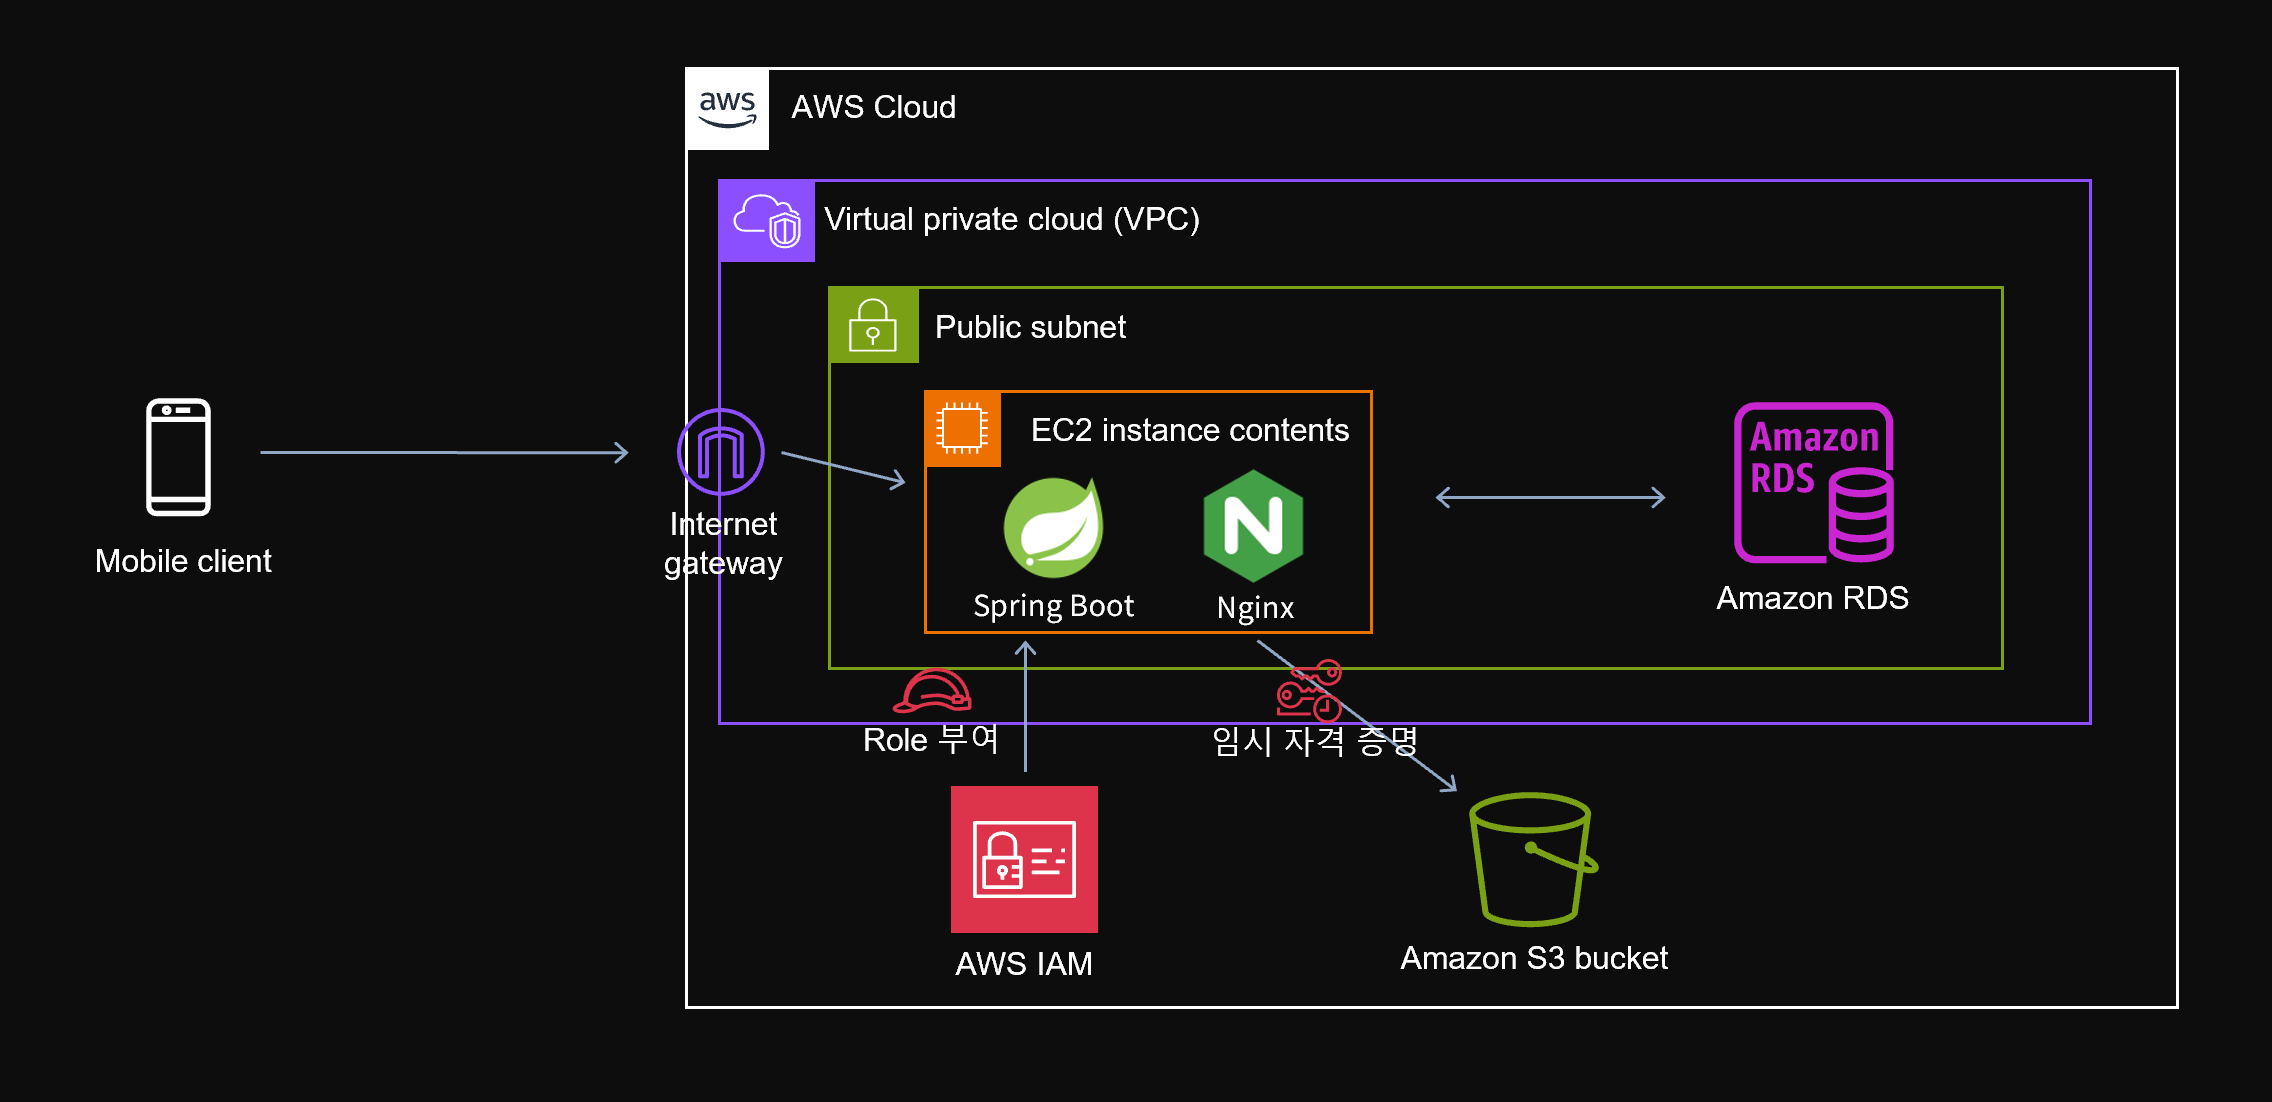 aws
AWS Cloud
Virtual private cloud (VPC)
Public subnet
EC2 instance contents
Amazon
RDS
Internet
gateway
Mobile client
Spring Boot
N
Nginx
Amazon RDS
Role 부여
임시 자격 증명
AWS IAM
Amazon S3 bucket